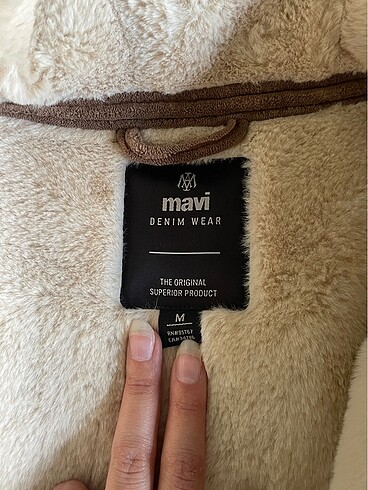 mavi
DENIM WEAR
THE ORIGINAL
SUPERIOR PRODUCT
M